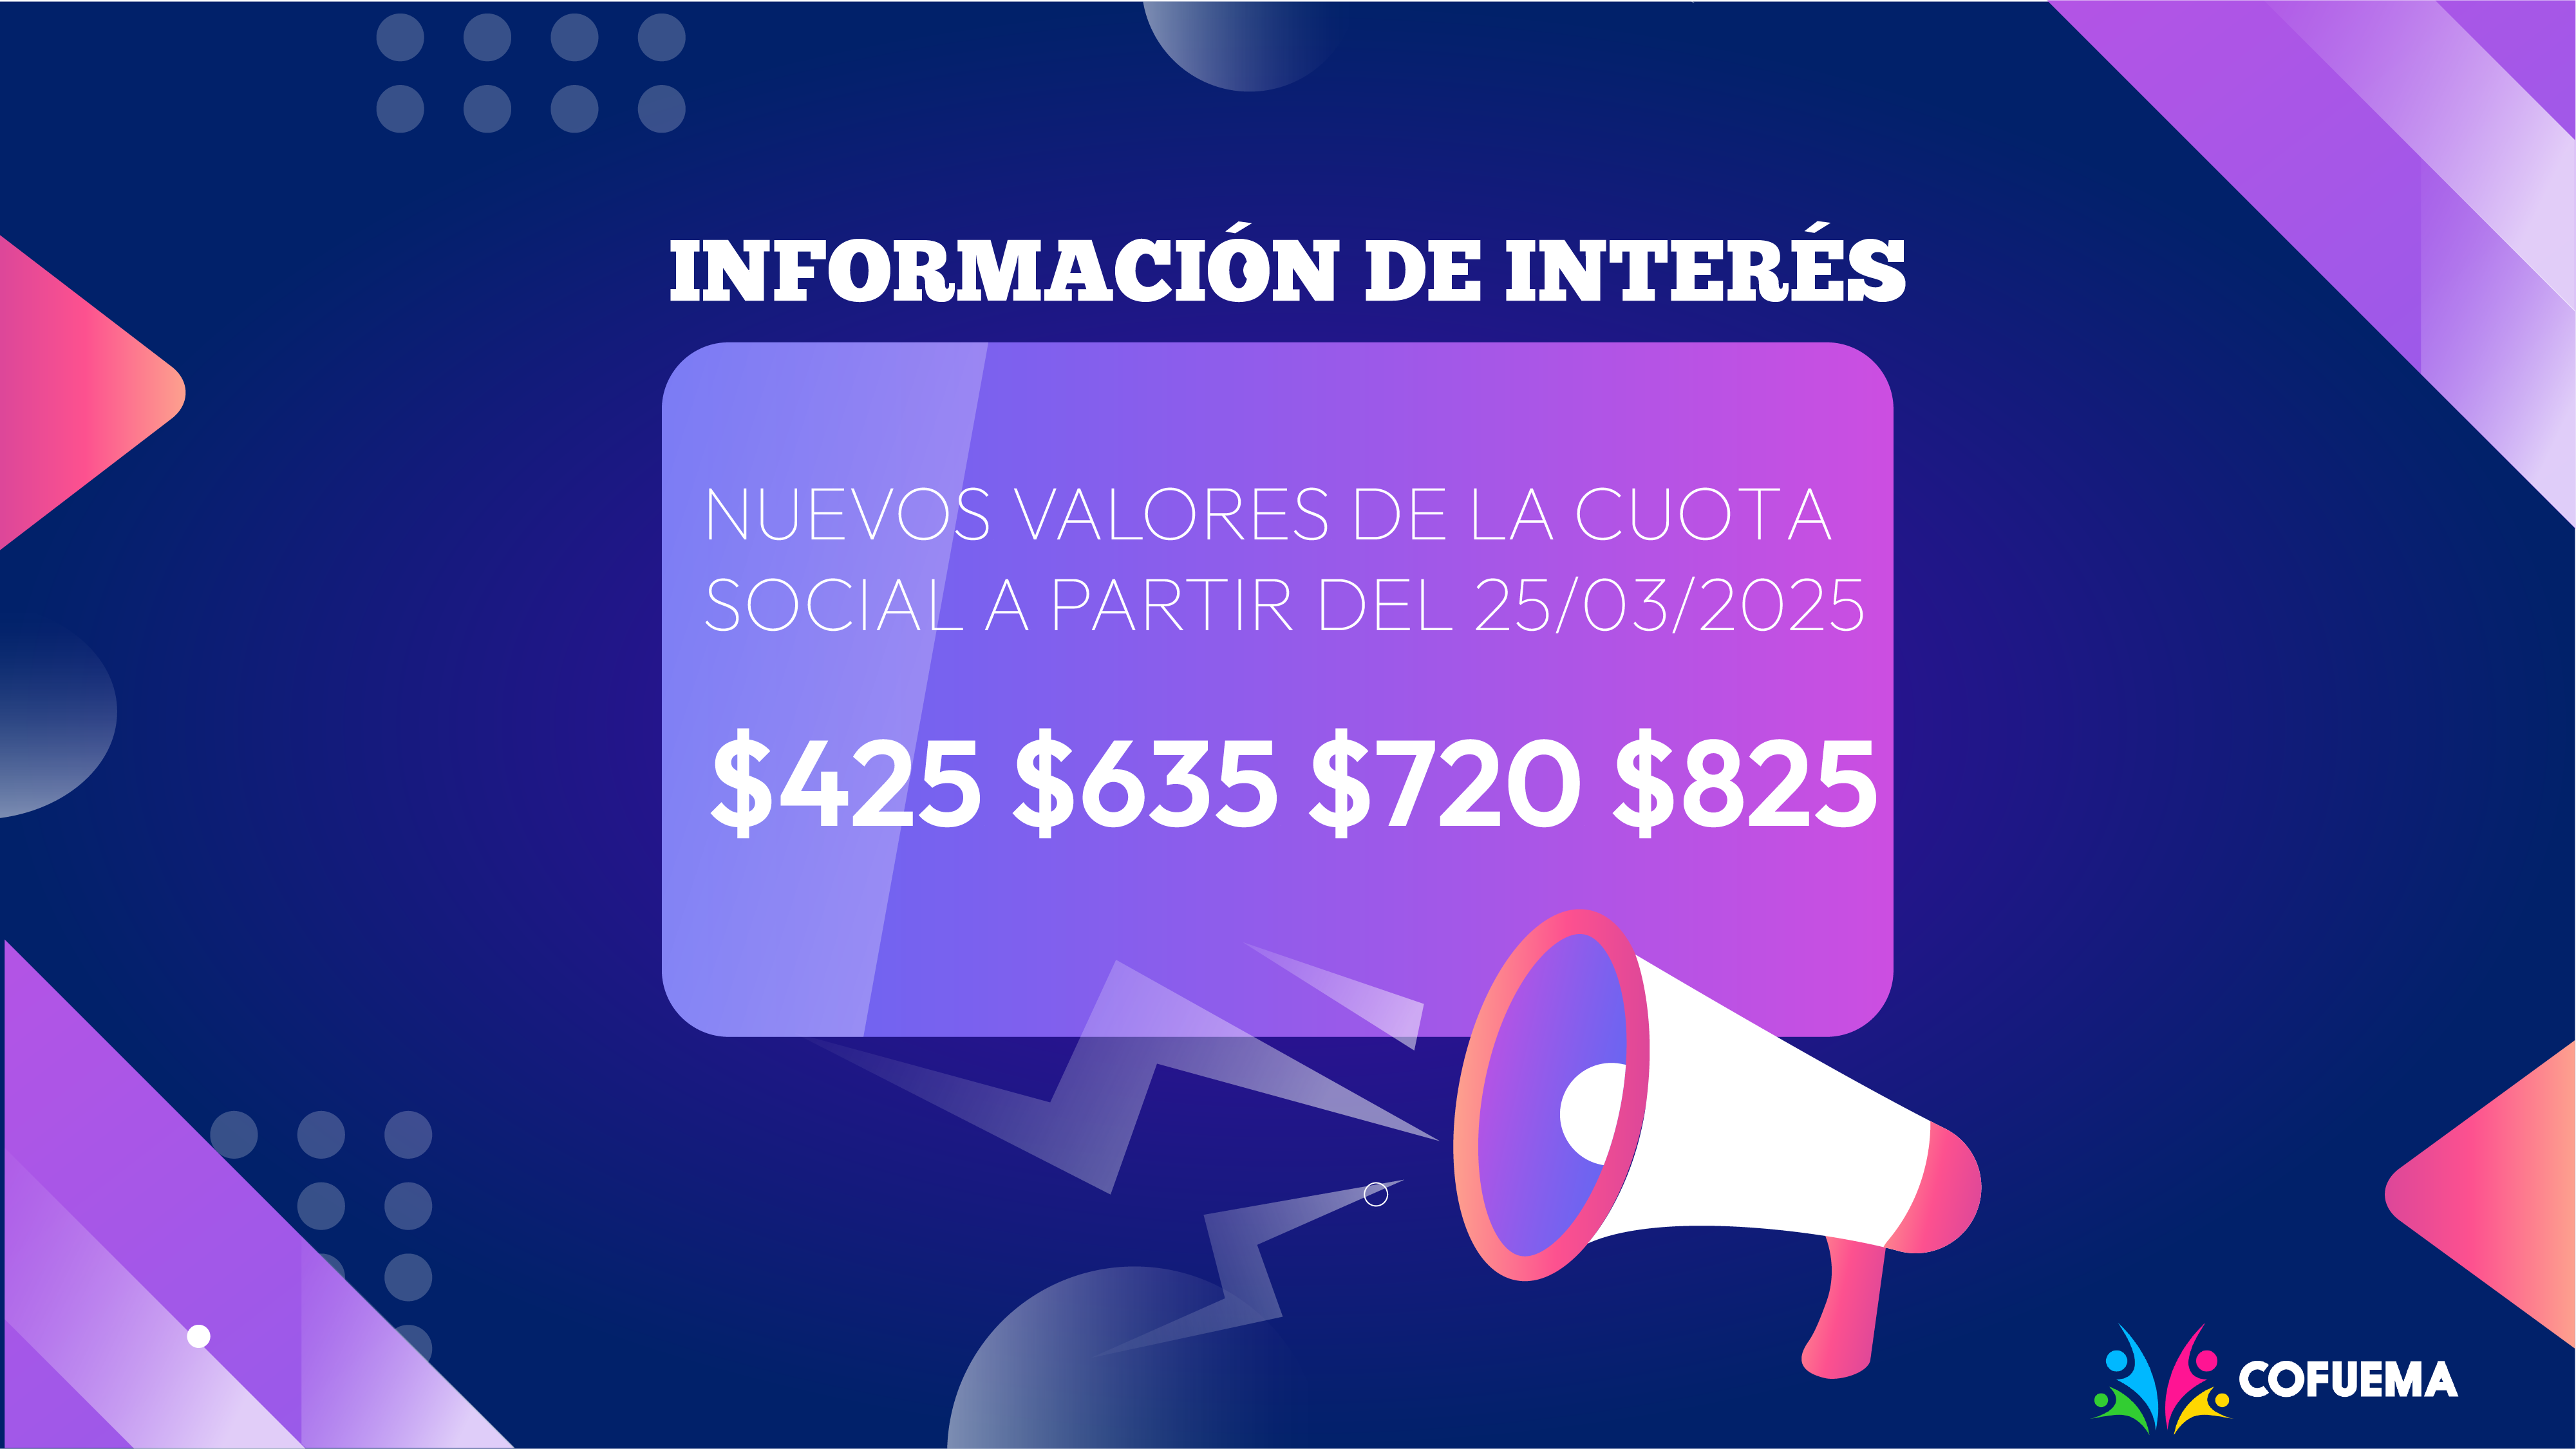 INFORMACIÓN DE INTERÉS
NUEVOS VALORES DE LA CUOTA
SOCIAL A PARTIR DEL 25/03/2025
$425 $635 $720 $825
COFUEMA